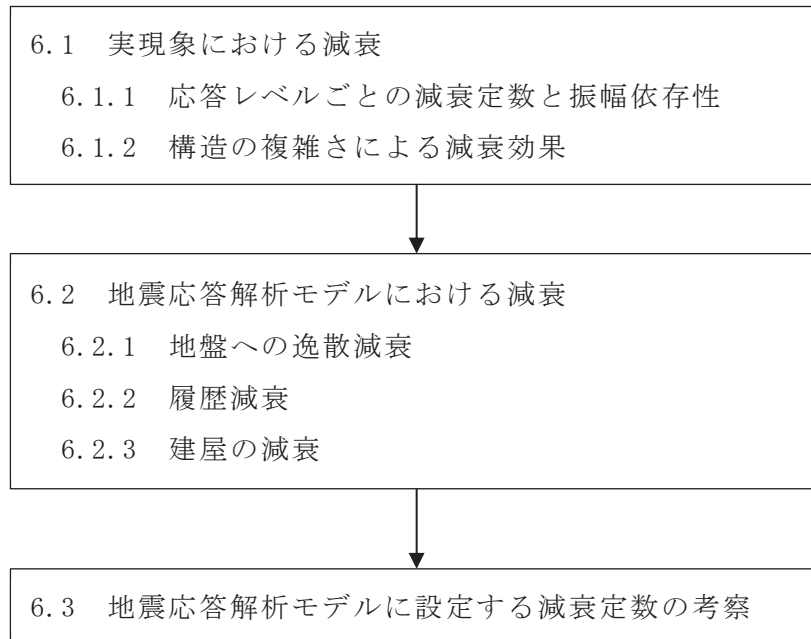 6.1 実現象における減衰
6.1.1 応答レベルごとの減衰定数と振幅依存性
6.1.2 構造の複雑さによる減衰効果
6.2 地震応答解析モデルにおける減衰
6.2.1 地盤への逸散減衰
6.2.2 履歴減衰
6.2.3 建屋の減衰
6.3 地震応答解析モデルに設定する減衰定数の考察